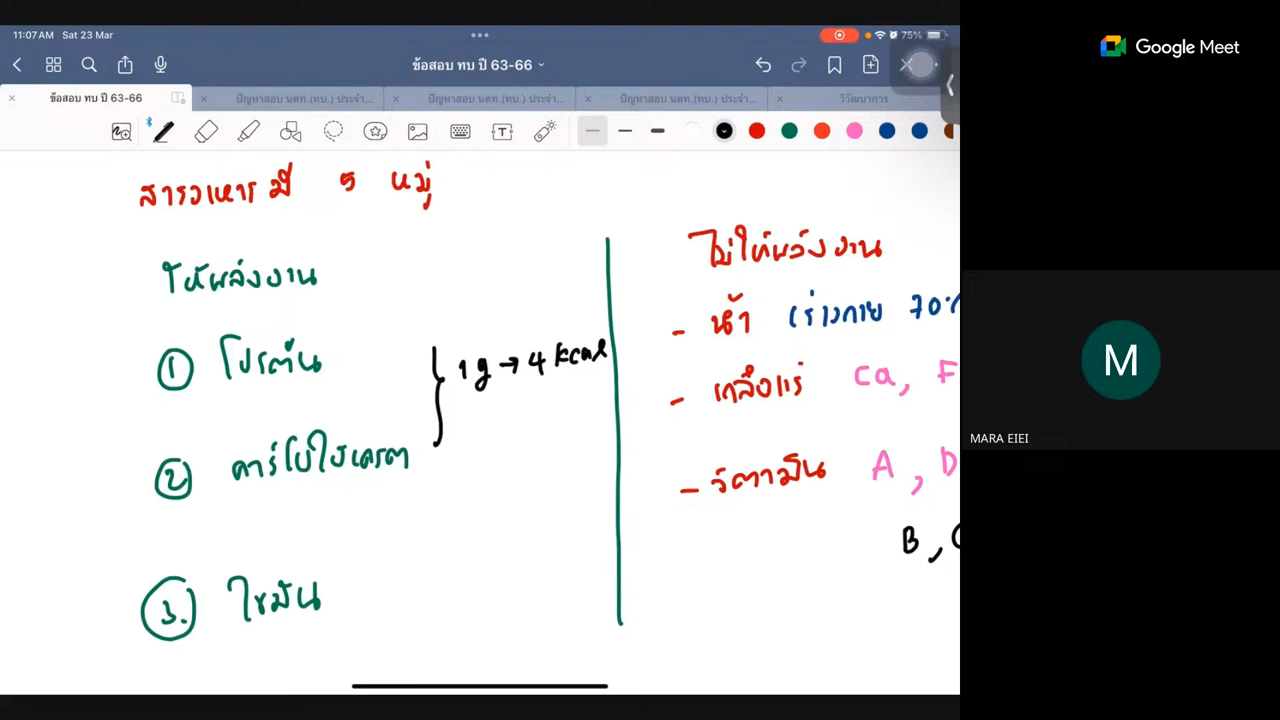 11:07 AM Sat 23 Mar
75%
Google Meet
ข้อสอบ ทบ ปี 63-66
ข้อสอบ ทบ ปี 63-66
ปัญหาสอบ นตท.(ทบ.) ประจำ...
ปัญหาสอบ นตท.(ทบ.) ประจำ...
ปัญหาสอบ นตท.(ทบ.) ประจำ...
วิวัฒนาการ
สารอาหารมี 5 หมู่
ให้พลังงาน
① โปรตีน
② คาร์โบไฮเดรต
1g → 4 kcal
3. ไขมัน
ไม่ให้พลังงาน
- น้ำ (ร่างกาย 70%
- เกลือแร่ Ca, F
- วิตามิน A, D
B, C
M
MARA EIEI